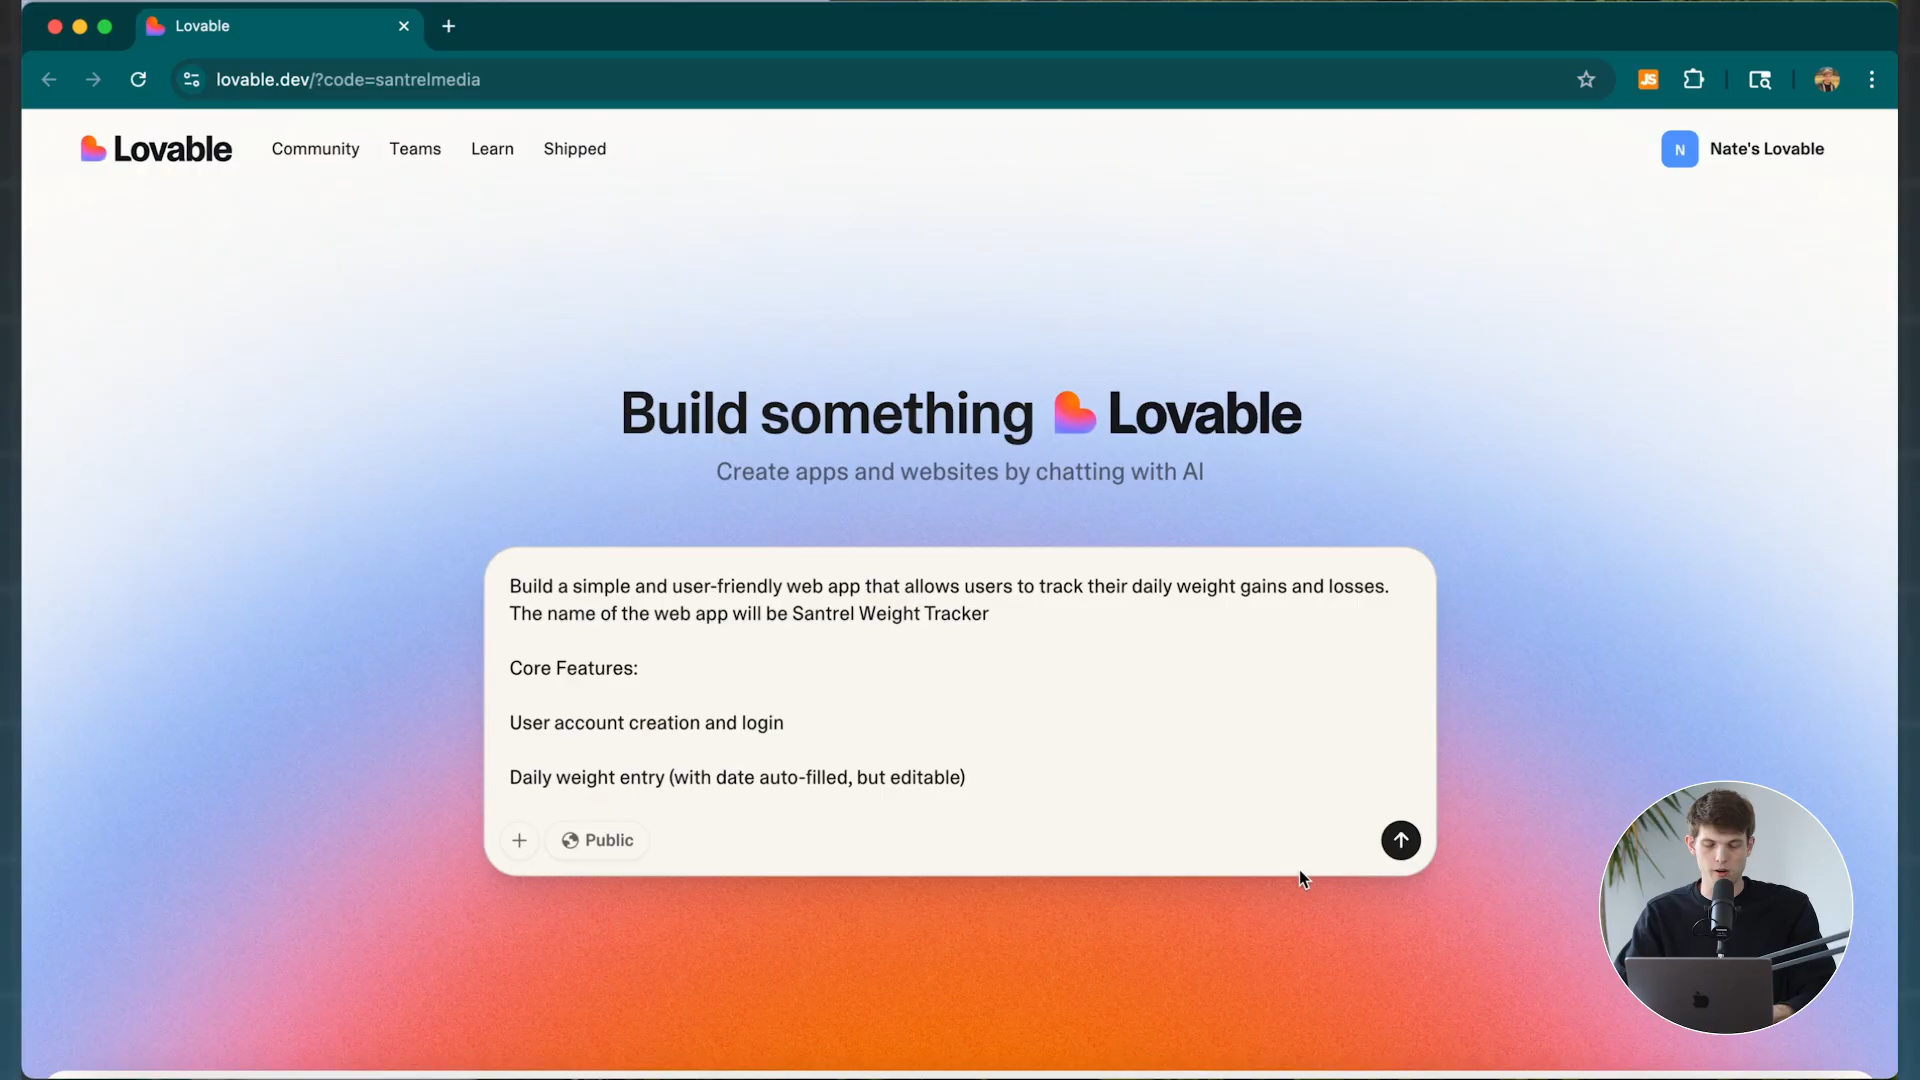 Lovable
lovable.dev/?code=santrelmedia
JS
Lovable
Community
Teams
Learn
Shipped
N
Nate's Lovable
Build something Lovable
Create apps and websites by chatting with AI
Build a simple and user-friendly web app that allows users to track their daily weight gains and losses.
The name of the web app will be Santrel Weight Tracker
Core Features:
User account creation and login
Daily weight entry (with date auto-filled, but editable)
Public